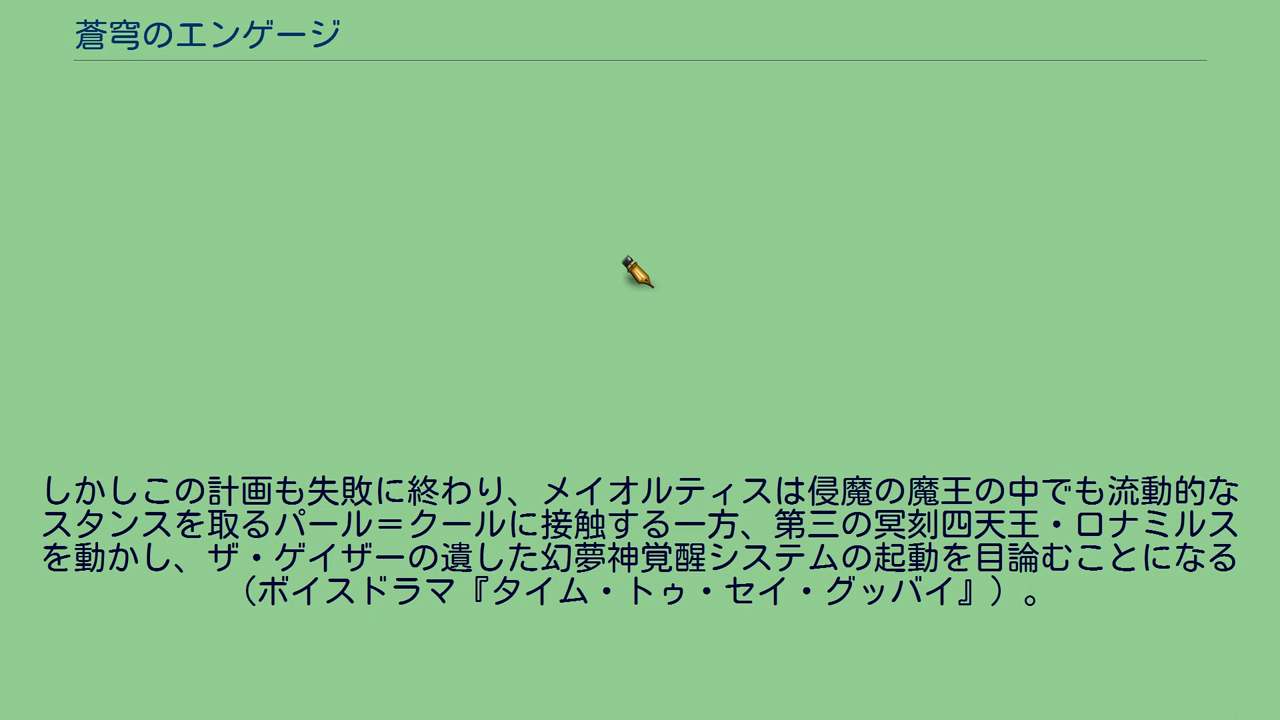 蒼穹のエンゲージ
しかしこの計画も失敗に終わり、メイオルティスは侵魔の魔王の中でも流動的な
スタンスを取るパール＝クールに接触する一方、第三の冥刻四天王・ロナミルス
を動かし、ザ・ゲイザーの遺した幻夢神覚醒システムの起動を目論むことになる
（ボイスドラマ『タイム・トゥ・セイ・グッバイ』）。